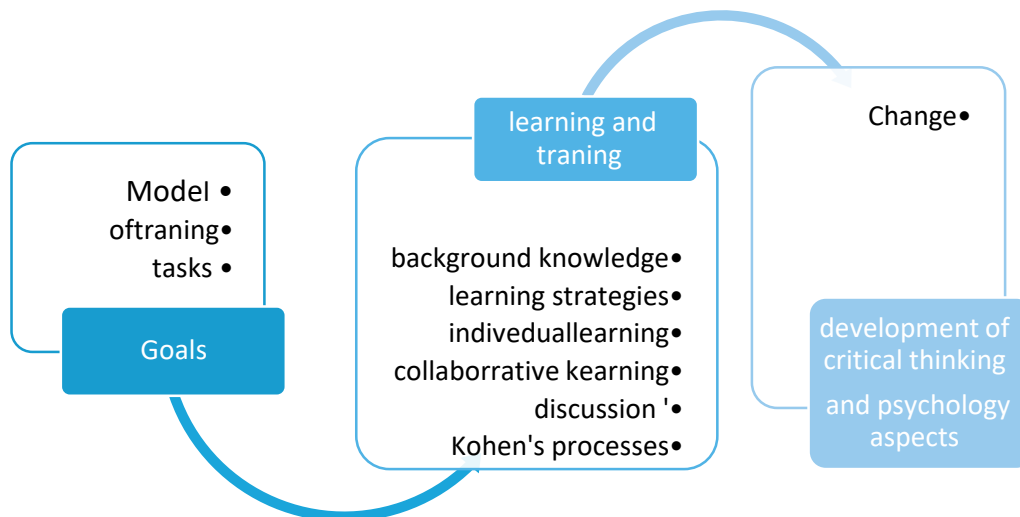 Model •
oftraning•
tasks •
Goals
learning and
traning
background knowledge•
learning strategies•
indiveduallearning•
collaborrative kearning•
discussion '•
Kohen's processes•
Change•
development of
critical thinking
and psychology
aspects